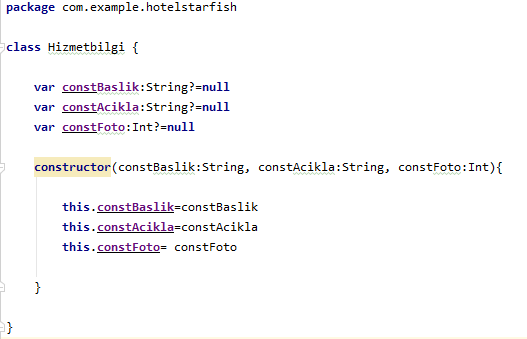 package com.example.hotelstarfish
class Hizmetbilgi {
var constBaslik:String?=null
var constAcikla:String?=null
var constFoto:Int?=null
constructor(constBaslik:String, constAcikla:String, constFoto:Int){
this.constBaslik=constBaslik
this.constAcikla=constAcikla
this.constFoto= constFoto
}
}